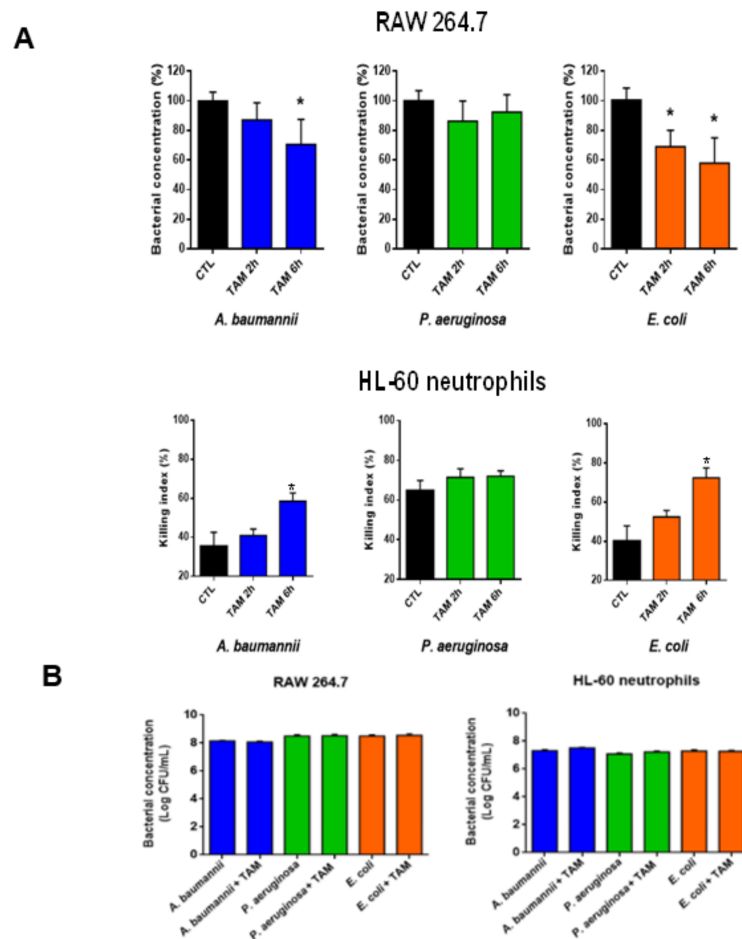 A
RAW 264.7
Bacterial concentration (%)
120
100
80
60
40
20
0
CTL
TAM 2h
TAM 6h
A. baumannii
Bacterial concentration (%)
120
100
80
60
40
20
0
CTL
TAM 2h
TAM 6h
P. aeruginosa
Bacterial concentration (%)
120
100
80
60
40
20
0
*
*
*
CTL
TAM 2h
TAM 6h
E. coli
HL-60 neutrophils
Killing index (%)
100
80
60
40
20
*
CTL
TAM 2h
TAM 6h
A. baumannii
Killing index (%)
100
80
60
40
20
CTL
TAM 2h
TAM 6h
P. aeruginosa
Killing index (%)
100
80
60
40
20
*
CTL
TAM 2h
TAM 6h
E. coli
B
RAW 264.7
Bacterial concentration
(Log CFU/mL)
10
8
6
4
2
0
A. baumannii
A. baumannii + TAM
P. aeruginosa
P. aeruginosa + TAM
E. coli
E. coli + TAM
HL-60 neutrophils
Bacterial concentration
(Log CFU/mL)
10
8
6
4
2
A. baumannii
A. baumannii + TAM
P. aeruginosa
P. aeruginosa + TAM
E. coli
E. coli + TAM